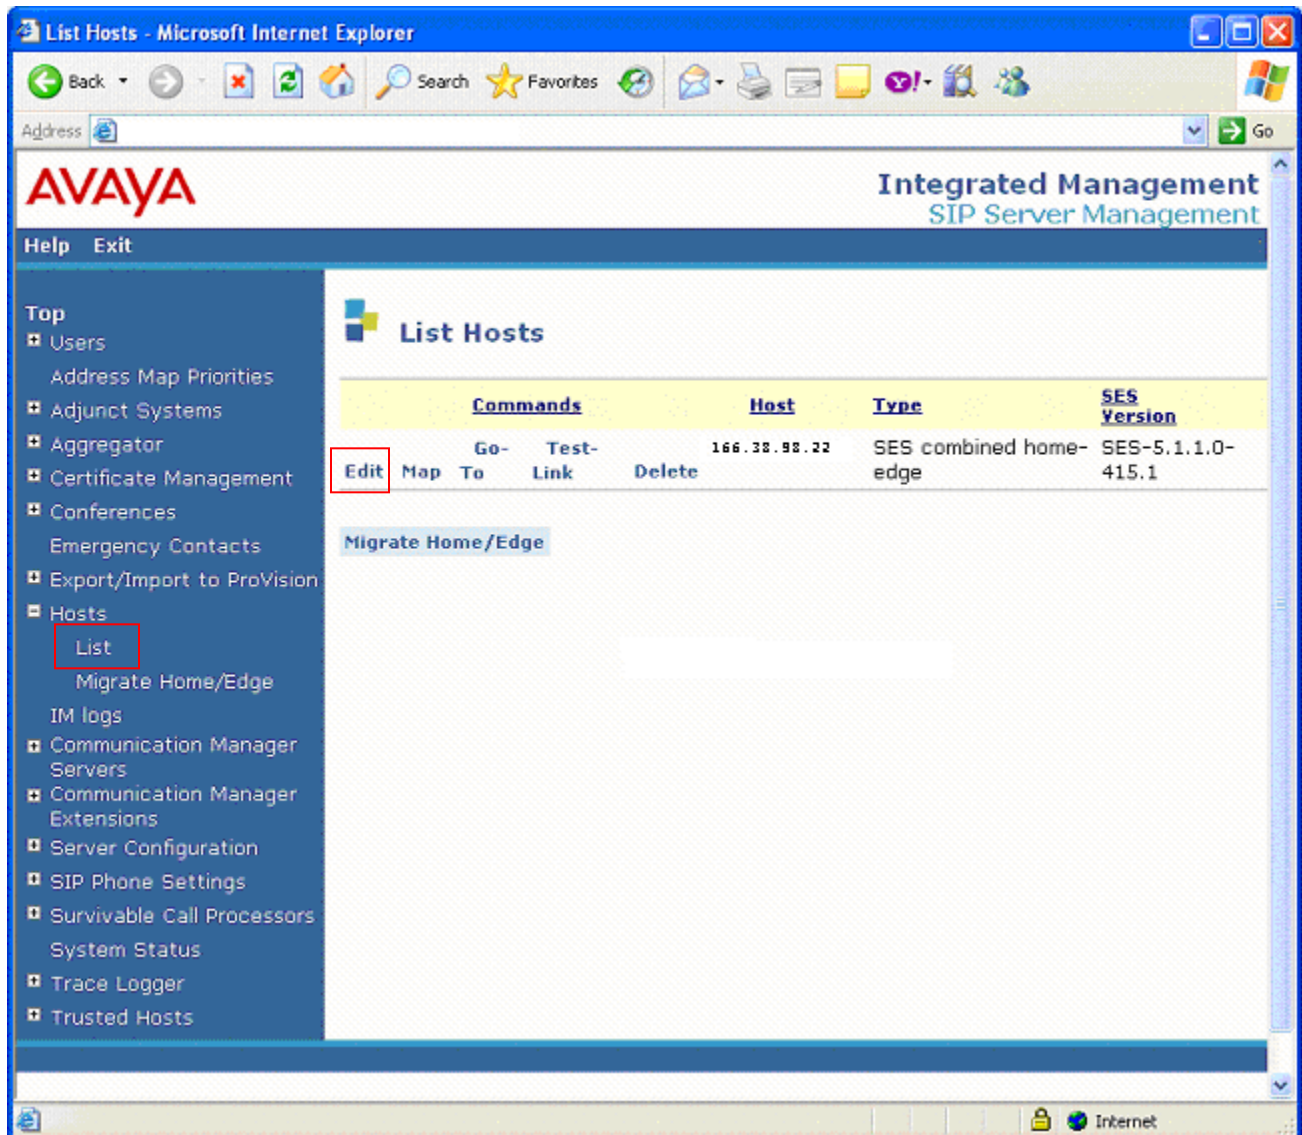 List Hosts - Microsoft Internet Explorer
Back Search Favorites
Address Go
AVAYA
Integrated Management
SIP Server Management
Help Exit
Top
Users
Address Map Priorities
Adjunct Systems
Aggregator
Certificate Management
Conferences
Emergency Contacts
Export/Import to ProVision
Hosts
List
Migrate Home/Edge
IM logs
Communication Manager
Servers
Communication Manager
Extensions
Server Configuration
SIP Phone Settings
Survivable Call Processors
System Status
Trace Logger
Trusted Hosts
List Hosts
Commands Host Type SES
Version
Go- Test- 166.38.98.22 SES combined home- SES-5.1.1.0-
Edit Map To Link Delete edge 415.1
Migrate Home/Edge
Internet